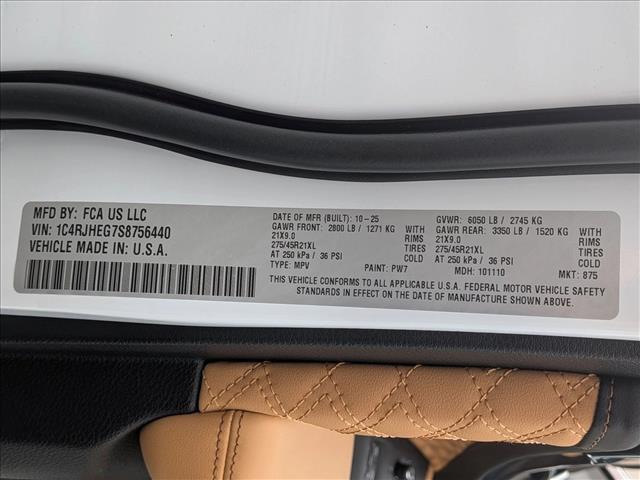 MFD BY: FCA US LLC
VIN: 1C4RJHEG7S8756440
VEHICLE MADE IN U.S.A.
DATE OF MFR (BUILT): 10-25
GAWR FRONT: 2800 LB / 1271 KG WITH
21X9.0 RIMS
275/45R21XL TIRES
AT 250 kPa / 36 PSI COLD
TYPE: MPV PAINT: PW7
GVWR: 6050 LB / 2745 KG
GAWR REAR: 3350 LB / 1520 KG WITH
21X9.0 RIMS
275/45R21XL TIRES
AT 250 kPa / 36 PSI COLD
MDH: 101110 MKT: 875
THIS VEHICLE CONFORMS TO ALL APPLICABLE U.S.A. FEDERAL MOTOR VEHICLE SAFETY
STANDARDS IN EFFECT ON THE DATE OF MANUFACTURE SHOWN ABOVE.